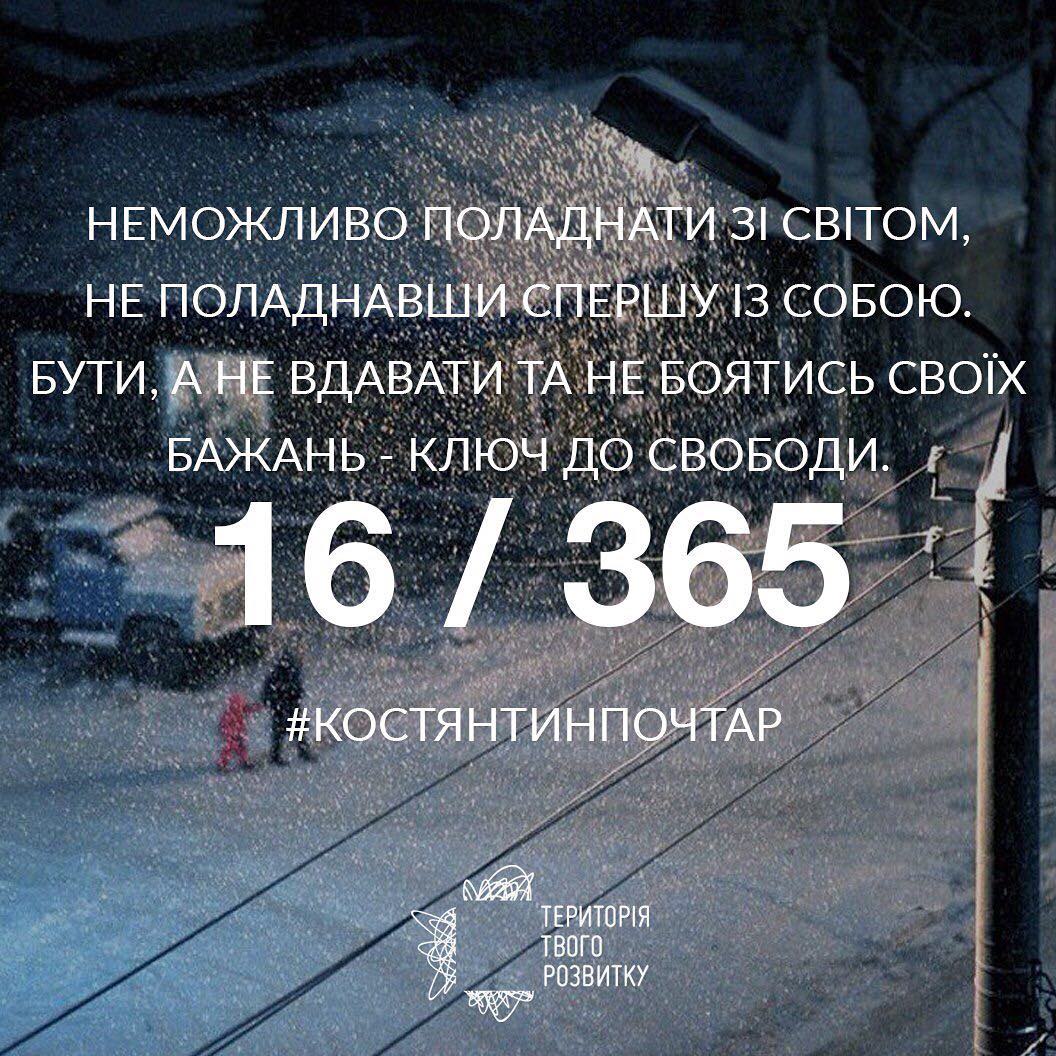 НЕМОЖЛИВО ПОЛАДНАТИ ЗІ СВІТОМ,
НЕ ПОЛАДНАВШИ СПЕРШУ ІЗ СОБОЮ.
БУТИ, А НЕ ВДАВАТИ ТА НЕ БОЯТИСЬ СВОЇХ
БАЖАНЬ - КЛЮЧ ДО СВОБОДИ.
16 / 365
#КОСТЯНТИНПОЧТАР
ТЕРИТОРІЯ
ТВОГО
РОЗВИТКУ